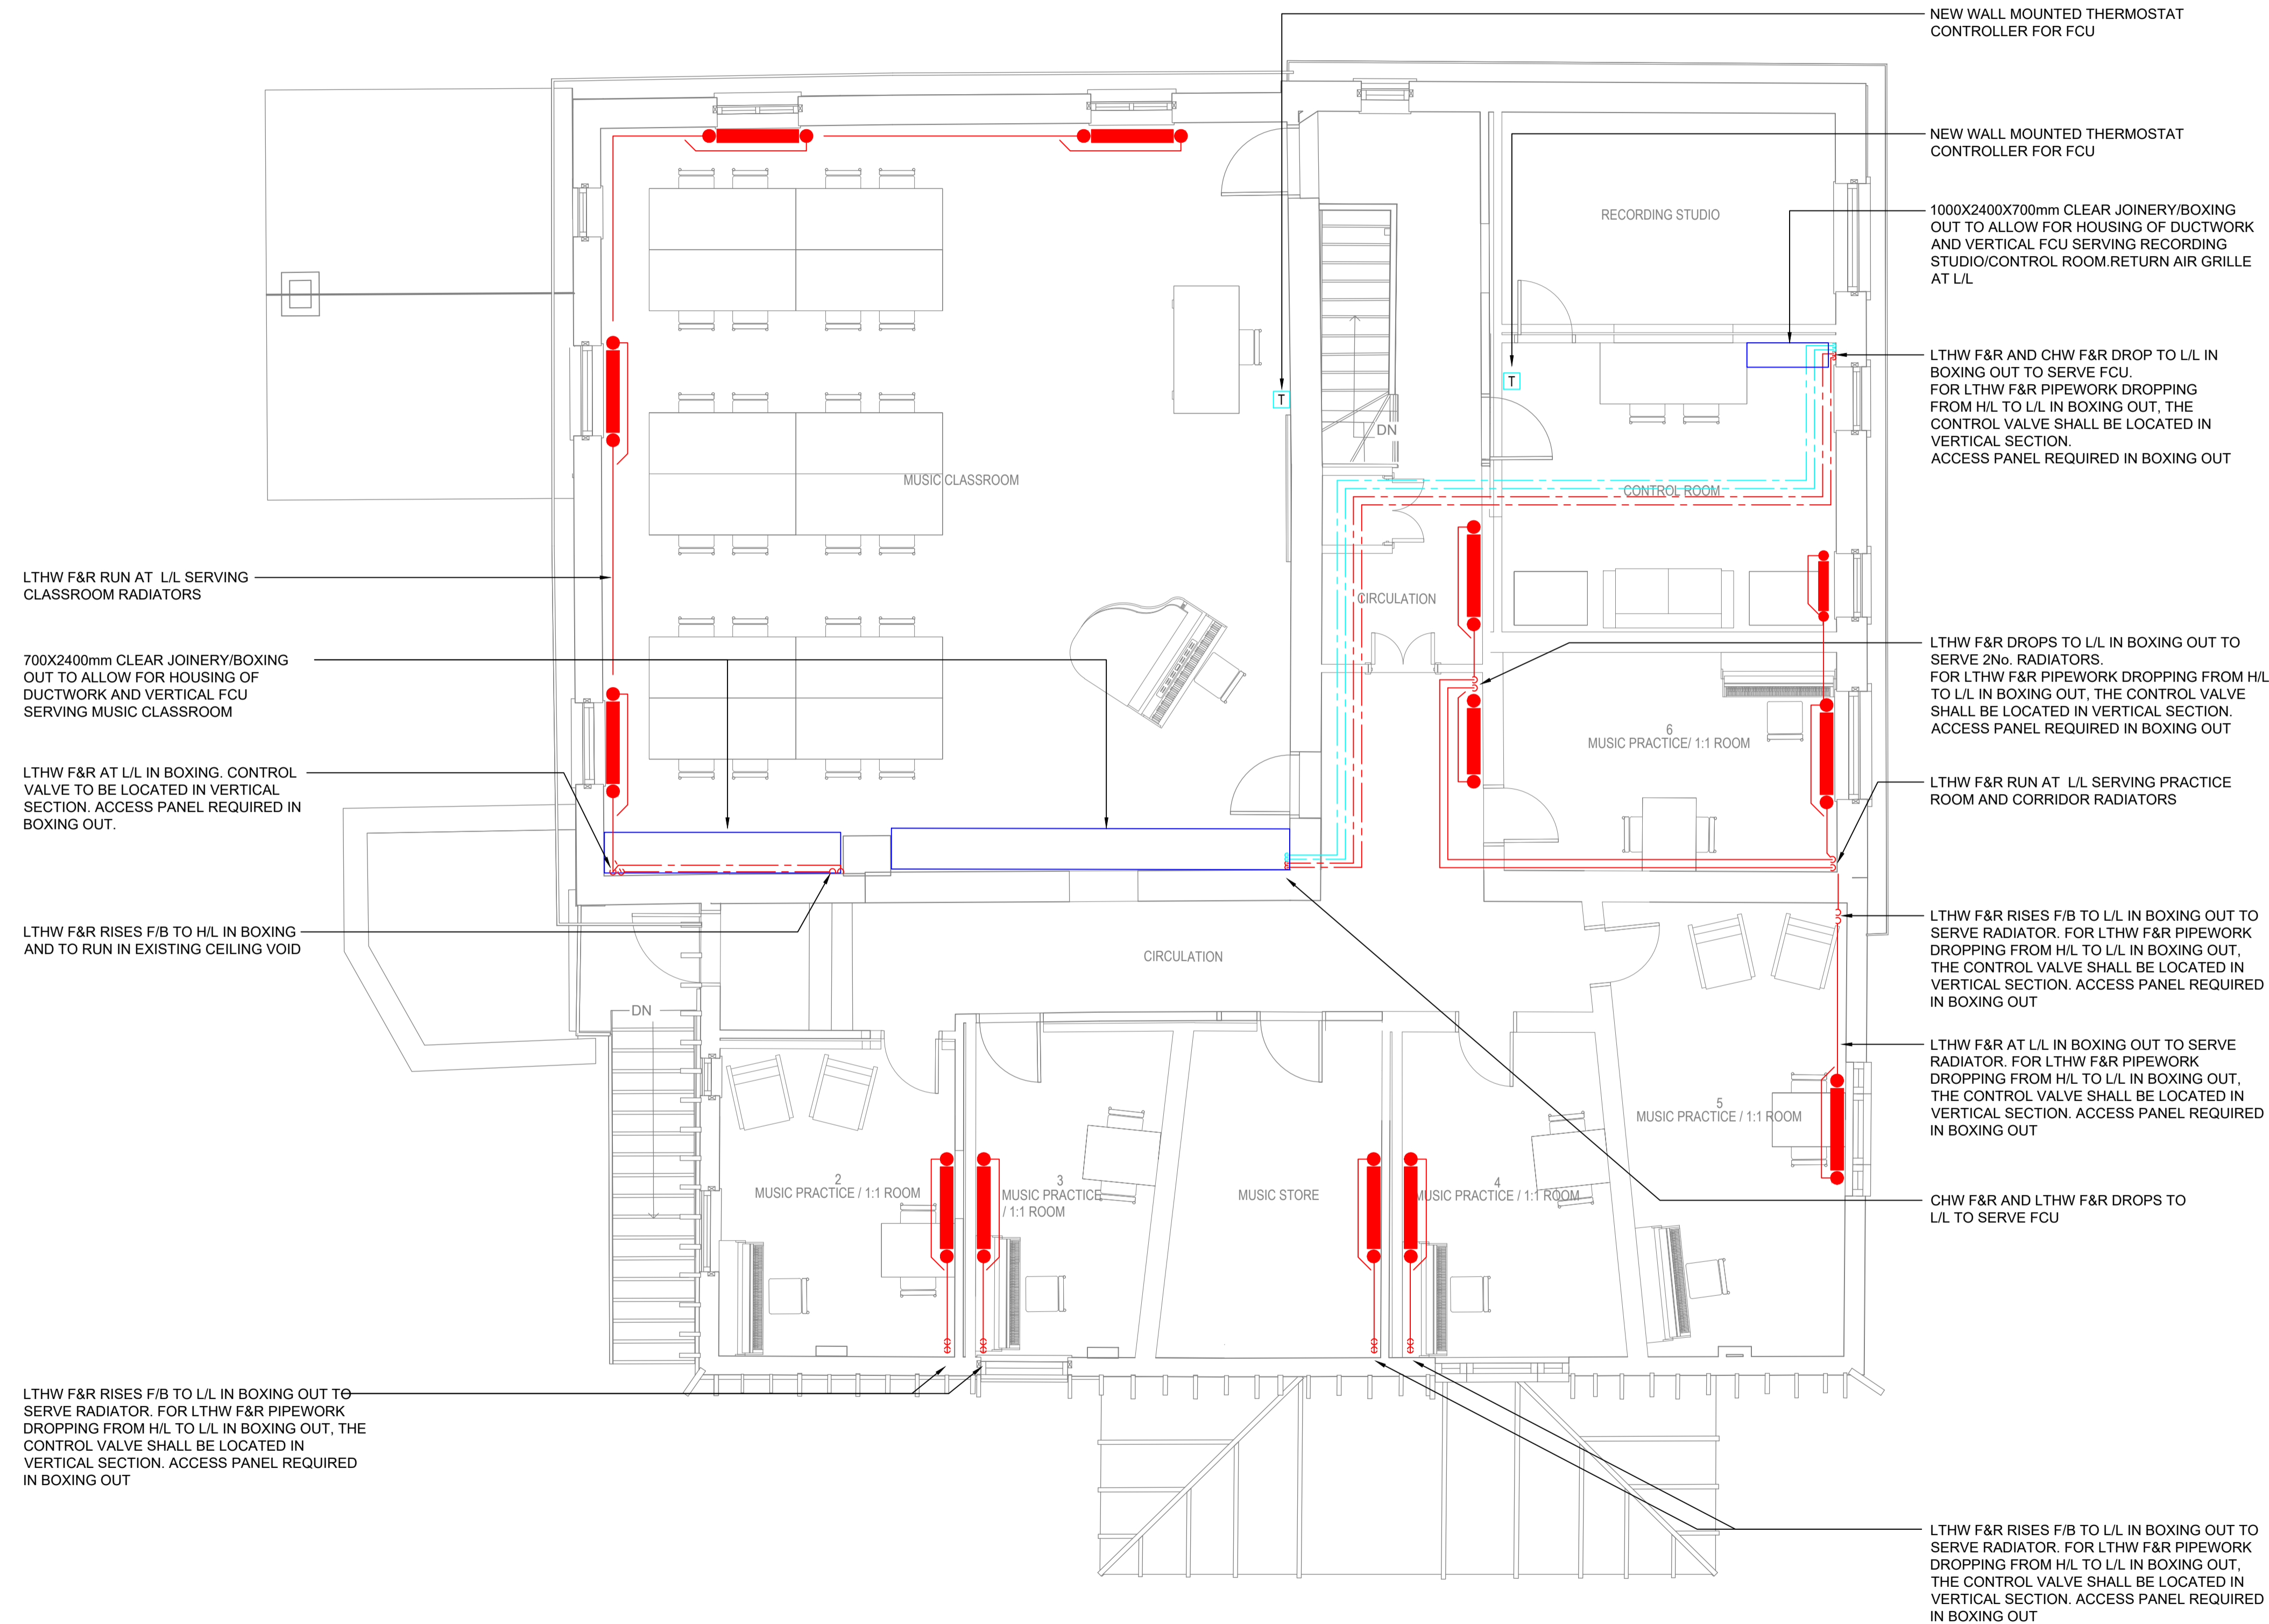 NEW WALL MOUNTED THERMOSTAT
CONTROLLER FOR FCU
NEW WALL MOUNTED THERMOSTAT
CONTROLLER FOR FCU
1000X2400X700mm CLEAR JOINERY/BOXING
OUT TO ALLOW FOR HOUSING OF DUCTWORK
AND VERTICAL FCU SERVING RECORDING
STUDIO/CONTROL ROOM.RETURN AIR GRILLE
AT L/L
RECORDING STUDIO
LTHW F&R AND CHW F&R DROP TO L/L IN
BOXING OUT TO SERVE FCU.
FOR LTHW F&R PIPEWORK DROPPING
FROM H/L TO L/L IN BOXING OUT, THE
CONTROL VALVE SHALL BE LOCATED IN
VERTICAL SECTION.
ACCESS PANEL REQUIRED IN BOXING OUT
T
T
DN
MUSIC CLASSROOM
CONTROL ROOM
LTHW F&R RUN AT L/L SERVING
CLASSROOM RADIATORS
CIRCULATION
700X2400mm CLEAR JOINERY/BOXING
OUT TO ALLOW FOR HOUSING OF
DUCTWORK AND VERTICAL FCU
SERVING MUSIC CLASSROOM
LTHW F&R DROPS TO L/L IN BOXING OUT TO
SERVE 2No. RADIATORS.
FOR LTHW F&R PIPEWORK DROPPING FROM H/L
TO L/L IN BOXING OUT, THE CONTROL VALVE
SHALL BE LOCATED IN VERTICAL SECTION.
ACCESS PANEL REQUIRED IN BOXING OUT
6
MUSIC PRACTICE/ 1:1 ROOM
LTHW F&R AT L/L IN BOXING. CONTROL
VALVE TO BE LOCATED IN VERTICAL
SECTION. ACCESS PANEL REQUIRED IN
BOXING OUT.
LTHW F&R RUN AT L/L SERVING PRACTICE
ROOM AND CORRIDOR RADIATORS
LTHW F&R RISES F/B TO H/L IN BOXING
AND TO RUN IN EXISTING CEILING VOID
CIRCULATION
LTHW F&R RISES F/B TO L/L IN BOXING OUT TO
SERVE RADIATOR. FOR LTHW F&R PIPEWORK
DROPPING FROM H/L TO L/L IN BOXING OUT,
THE CONTROL VALVE SHALL BE LOCATED IN
VERTICAL SECTION. ACCESS PANEL REQUIRED
IN BOXING OUT
DN
LTHW F&R AT L/L IN BOXING OUT TO SERVE
RADIATOR. FOR LTHW F&R PIPEWORK
DROPPING FROM H/L TO L/L IN BOXING OUT,
THE CONTROL VALVE SHALL BE LOCATED IN
VERTICAL SECTION. ACCESS PANEL REQUIRED
IN BOXING OUT
5
MUSIC PRACTICE / 1:1 ROOM
2
MUSIC PRACTICE / 1:1 ROOM
3
MUSIC PRACTICE
/ 1:1 ROOM
MUSIC STORE
4
MUSIC PRACTICE / 1:1 ROOM
CHW F&R AND LTHW F&R DROPS TO
L/L TO SERVE FCU
LTHW F&R RISES F/B TO L/L IN BOXING OUT TO
SERVE RADIATOR. FOR LTHW F&R PIPEWORK
DROPPING FROM H/L TO L/L IN BOXING OUT, THE
CONTROL VALVE SHALL BE LOCATED IN
VERTICAL SECTION. ACCESS PANEL REQUIRED
IN BOXING OUT
LTHW F&R RISES F/B TO L/L IN BOXING OUT TO
SERVE RADIATOR. FOR LTHW F&R PIPEWORK
DROPPING FROM H/L TO L/L IN BOXING OUT,
THE CONTROL VALVE SHALL BE LOCATED IN
VERTICAL SECTION. ACCESS PANEL REQUIRED
IN BOXING OUT